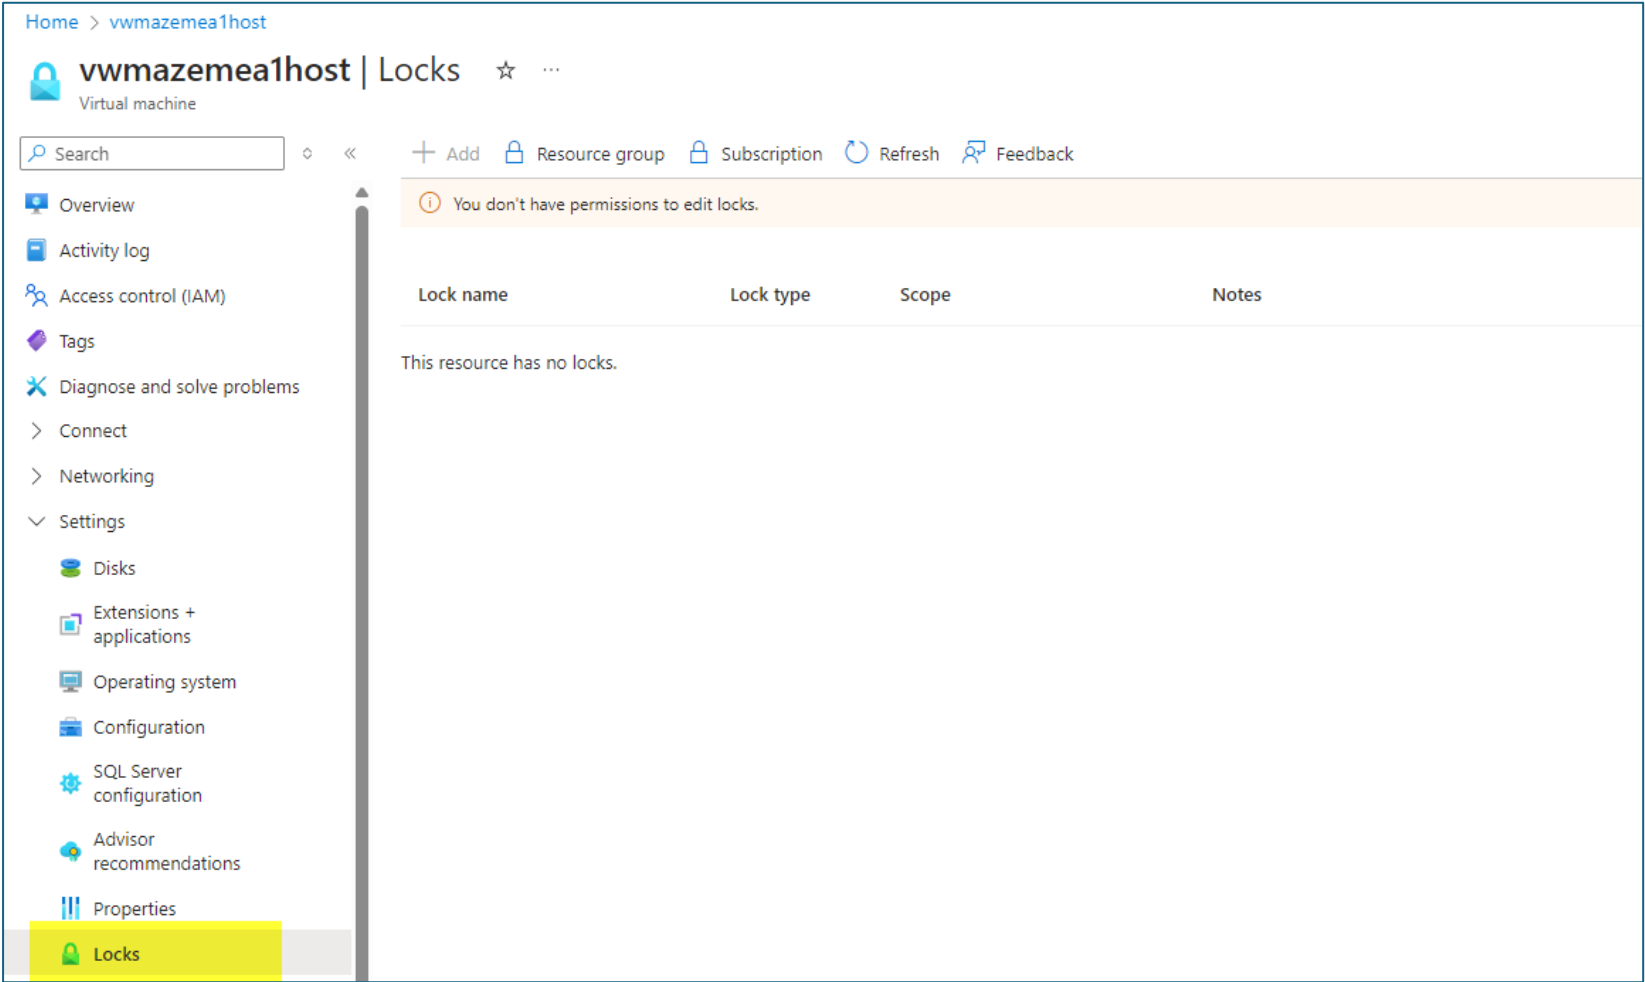 Home > vwmazemea1host
vwmazemea1host | Locks
Virtual machine
Search
Add
Resource group
Subscription
Refresh
Feedback
You don't have permissions to edit locks.
Lock name
Lock type
Scope
Notes
This resource has no locks.
Overview
Activity log
Access control (IAM)
Tags
Diagnose and solve problems
Connect
Networking
Settings
Disks
Extensions +
applications
Operating system
Configuration
SQL Server
configuration
Advisor
recommendations
Properties
Locks